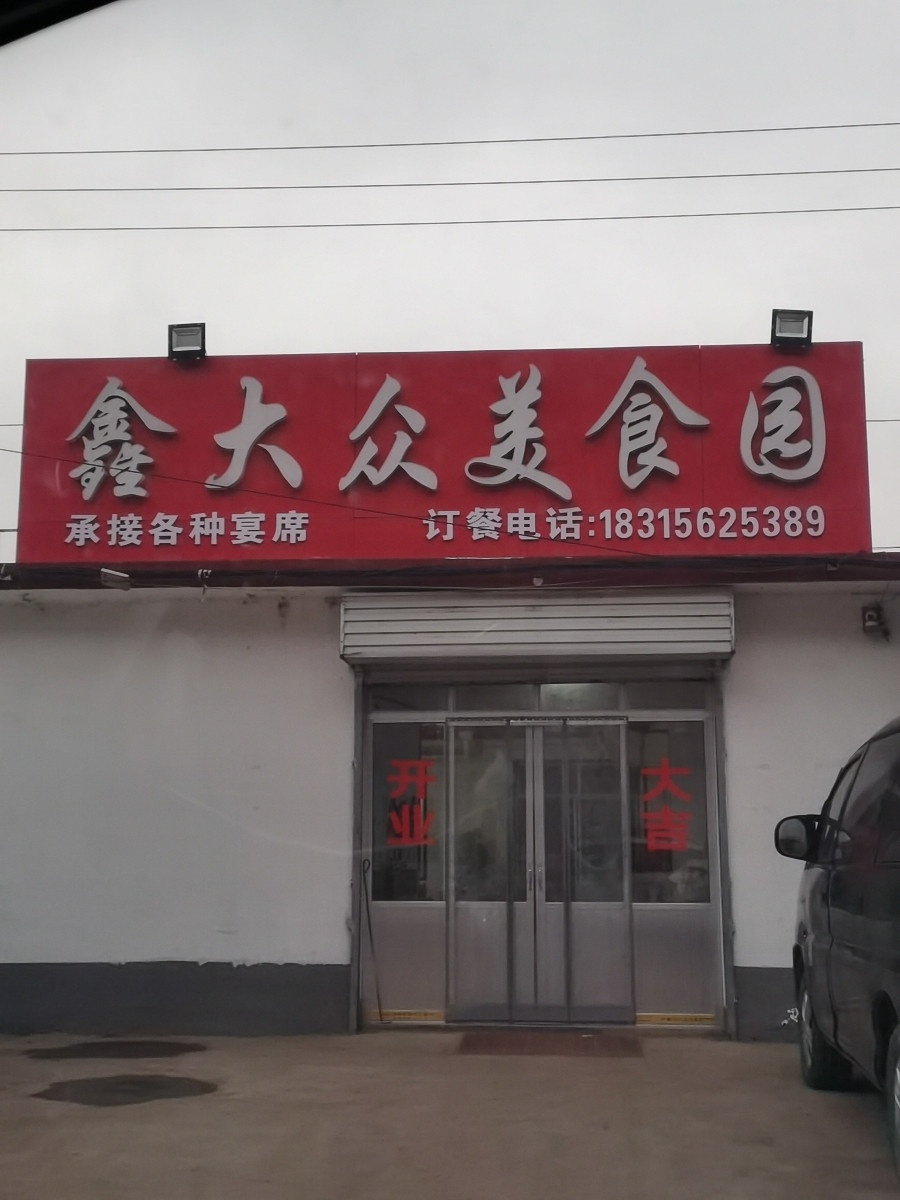 鑫大众美食园
承接各种宴席
订餐电话:18315625389
开业
大吉